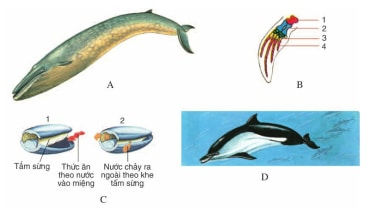 A
1
2
3
4
B
1
2
Tấm sừng
Thức ăn
theo nước
vào miệng
Nước chảy ra
ngoài theo khe
tấm sừng
C
D